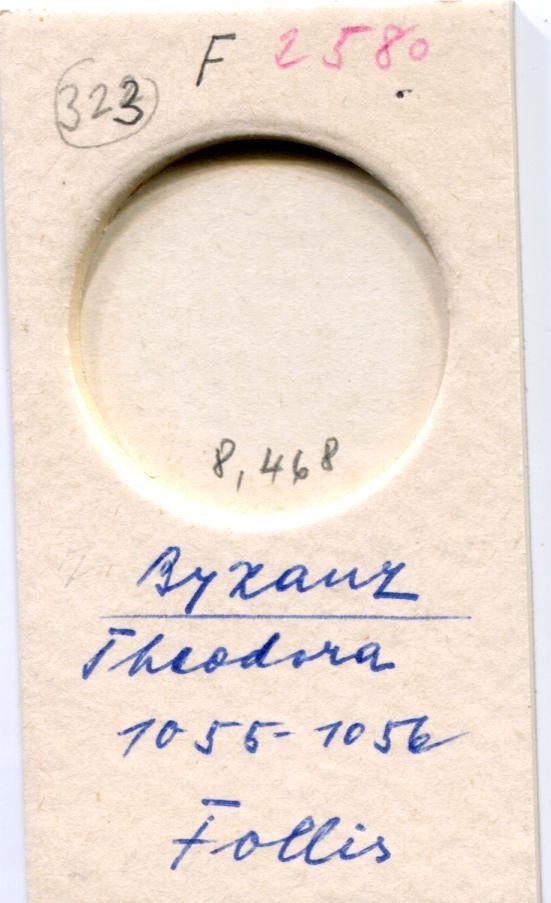 F 2580
323
8,468
Byzanz
Theodora
1055-1056
Follis